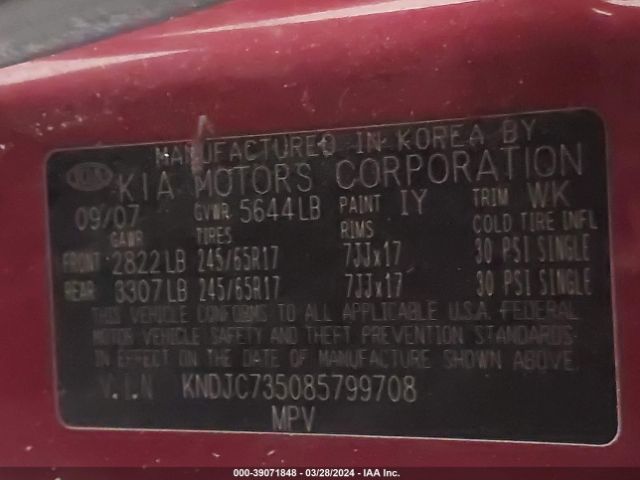 MANUFACTURED IN KOREA BY
KIA KIA MOTORS CORPORATION
09/07 GVWR 5644LB PAINT IY TRIM WK
GAWR TIRES RIMS COLD TIRE INFL
FRONT 2822LB 245/65R17 7JJx17 30 PSI SINGLE
REAR 3307LB 245/65R17 7JJx17 30 PSI SINGLE
THIS VEHICLE CONFORMS TO ALL APPLICABLE U.S.A. FEDERAL
MOTOR VEHICLE SAFETY AND THEFT PREVENTION STANDARDS
IN EFFECT ON THE DATE OF MANUFACTURE SHOWN ABOVE.
V.I.N KNDJC735085799708
MPV
000-39071848 - 03/28/2024 - IAA Inc.